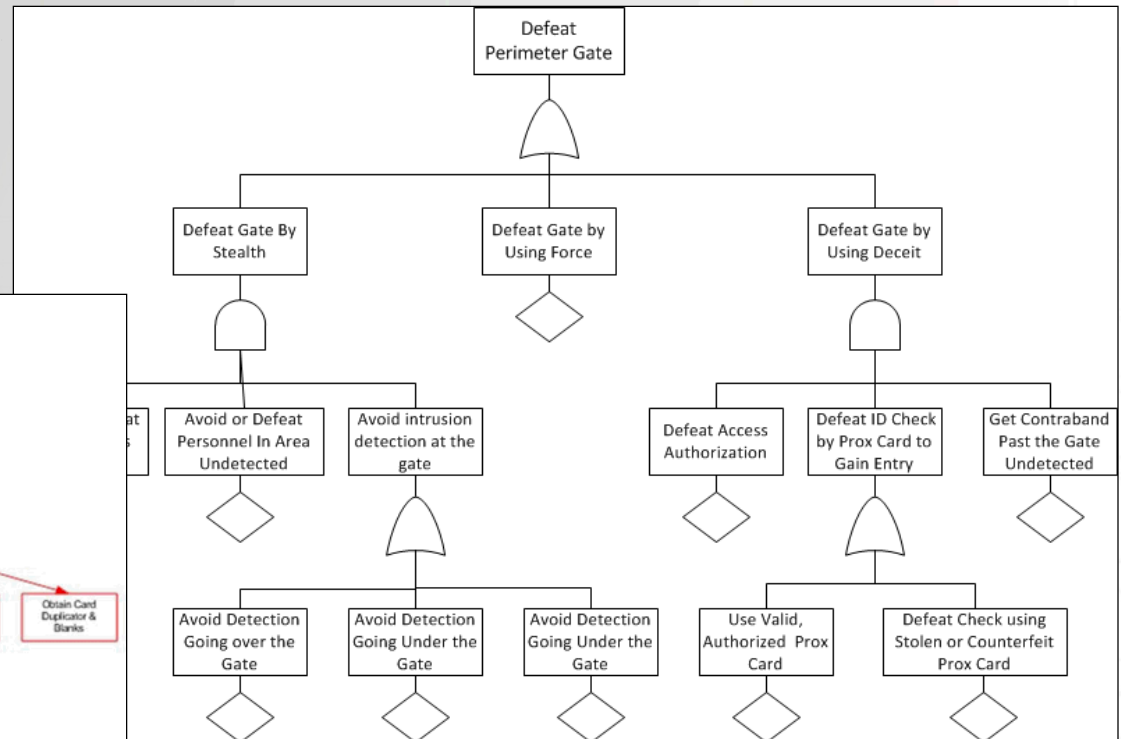 Defeat
Perimeter Gate
Defeat Gate By
Stealth
Defeat Gate by
Using Force
Defeat Gate by
Using Deceit
at
s
Avoid or Defeat
Personnel In Area
Undetected
Avoid intrusion
detection at the
gate
Defeat Access
Authorization
Defeat ID Check
by Prox Card to
Gain Entry
Get Contraband
Past the Gate
Undetected
Obtain Card
Duplicator &
Blanks
Avoid Detection
Going over the
Gate
Avoid Detection
Going Under the
Gate
Avoid Detection
Going Under the
Gate
Use Valid,
Authorized Prox
Card
Defeat Check using
Stolen or Counterfeit
Prox Card